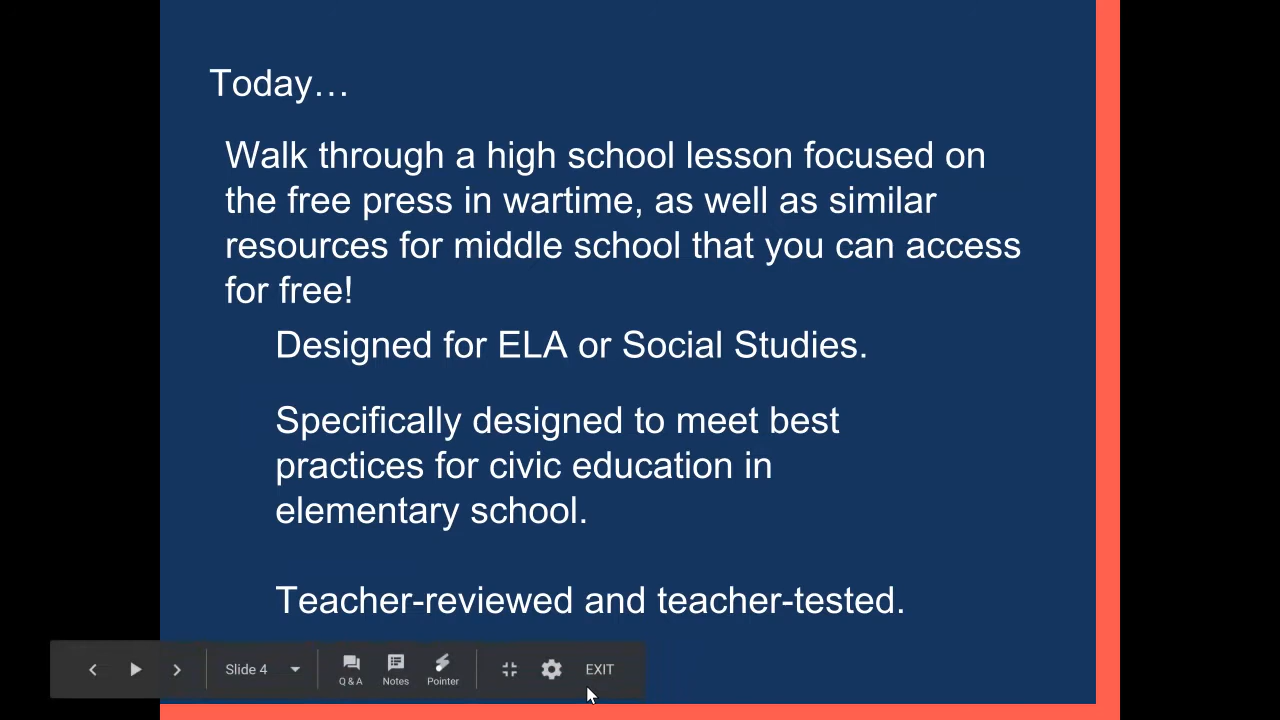 Today…
Walk through a high school lesson focused on
the free press in wartime, as well as similar
resources for middle school that you can access
for free!
Designed for ELA or Social Studies.
Specifically designed to meet best
practices for civic education in
elementary school.
Teacher-reviewed and teacher-tested.
Slide 4
Q & A
Notes
Pointer
EXIT